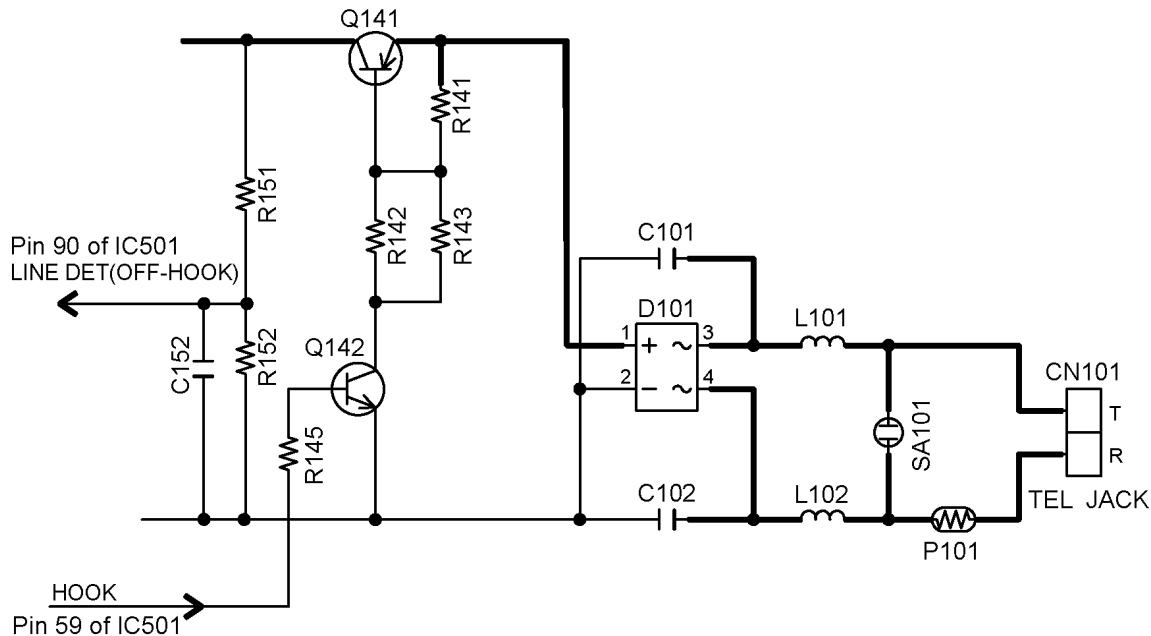 Q141
R141
R151
R142
R143
C101
Pin 90 of IC501
LINE DET(OFF-HOOK)
D101
1 + ~ 3
2 − ~ 4
L101
C152
R152
Q142
CN101
T
R
SA101
R145
C102
L102
TEL JACK
P101
HOOK
Pin 59 of IC501